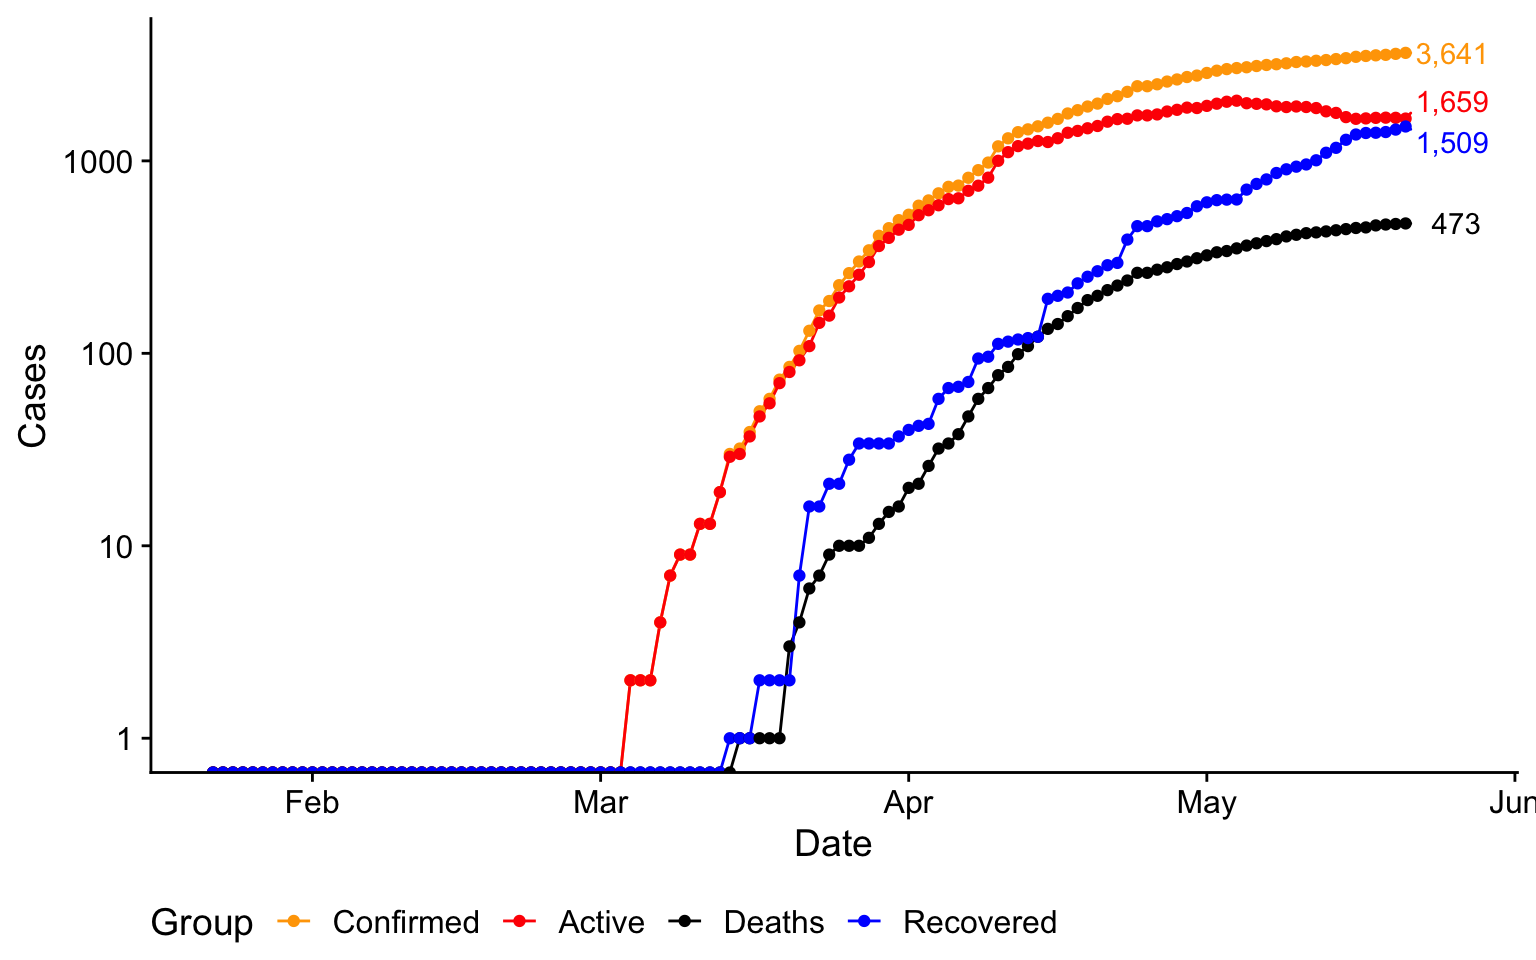 3,641
1,659
1,509
473
1000
100
10
1
Cases
Feb Mar Apr May Jun
Date
Group Confirmed Active Deaths Recovered